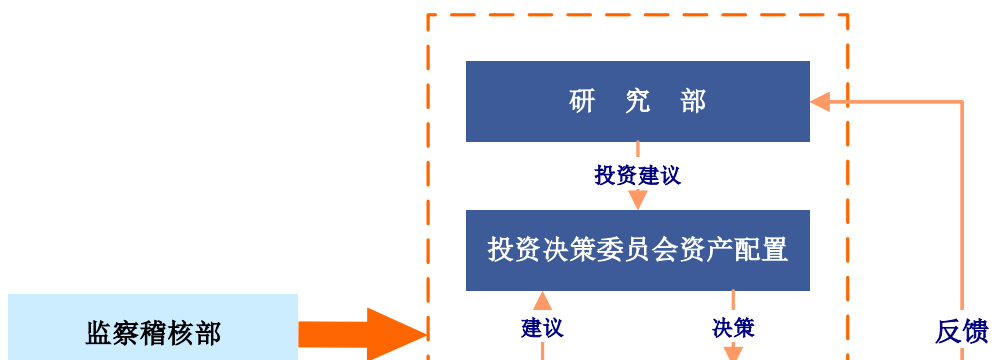 研 究 部
投资建议
投资决策委员会资产配置
监察稽核部
建议
决策
反馈